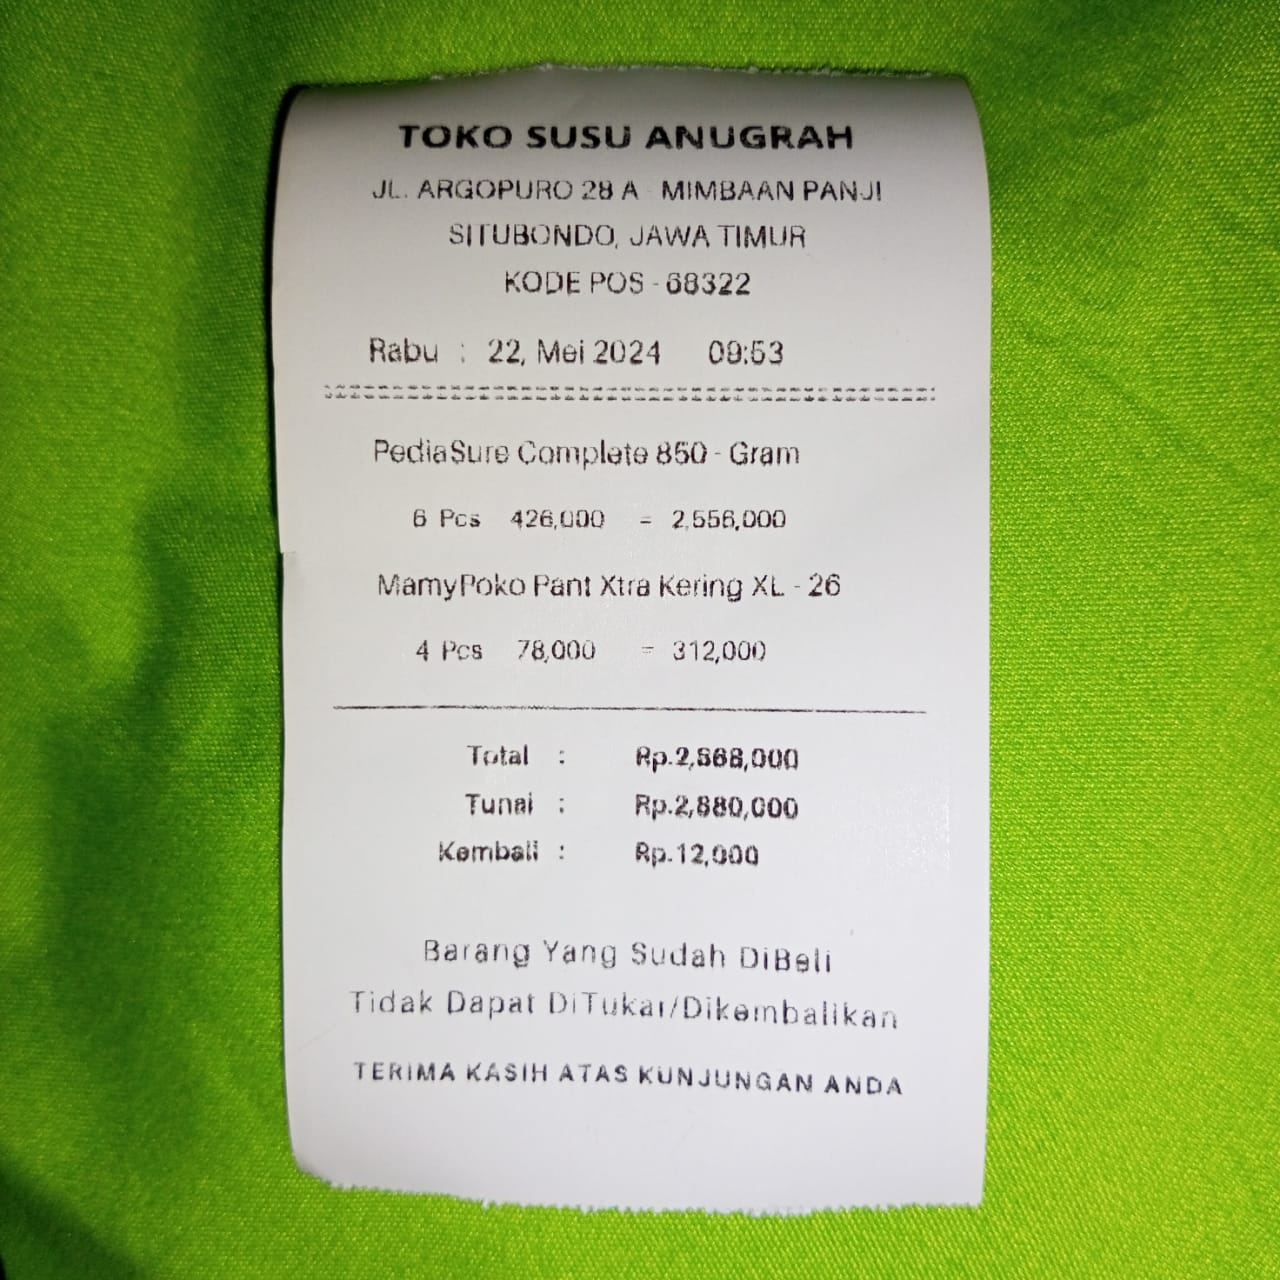 TOKO SUSU ANUGRAH
JL. ARGOPURO 28 A - MIMBAAN PANJI
SITUBONDO, JAWA TIMUR
KODE POS - 68322
Rabu : 22, Mei 2024 09:53
PediaSure Complete 850 - Gram
6 Pcs 426,000 = 2,556,000
MamyPoko Pant Xtra Kering XL - 26
4 Pcs 78,000 = 312,000
Total : Rp.2,868,000
Tunai : Rp.2,880,000
Kembali : Rp.12,000
Barang Yang Sudah DiBeli
Tidak Dapat DiTukar/Dikembalikan
TERIMA KASIH ATAS KUNJUNGAN ANDA